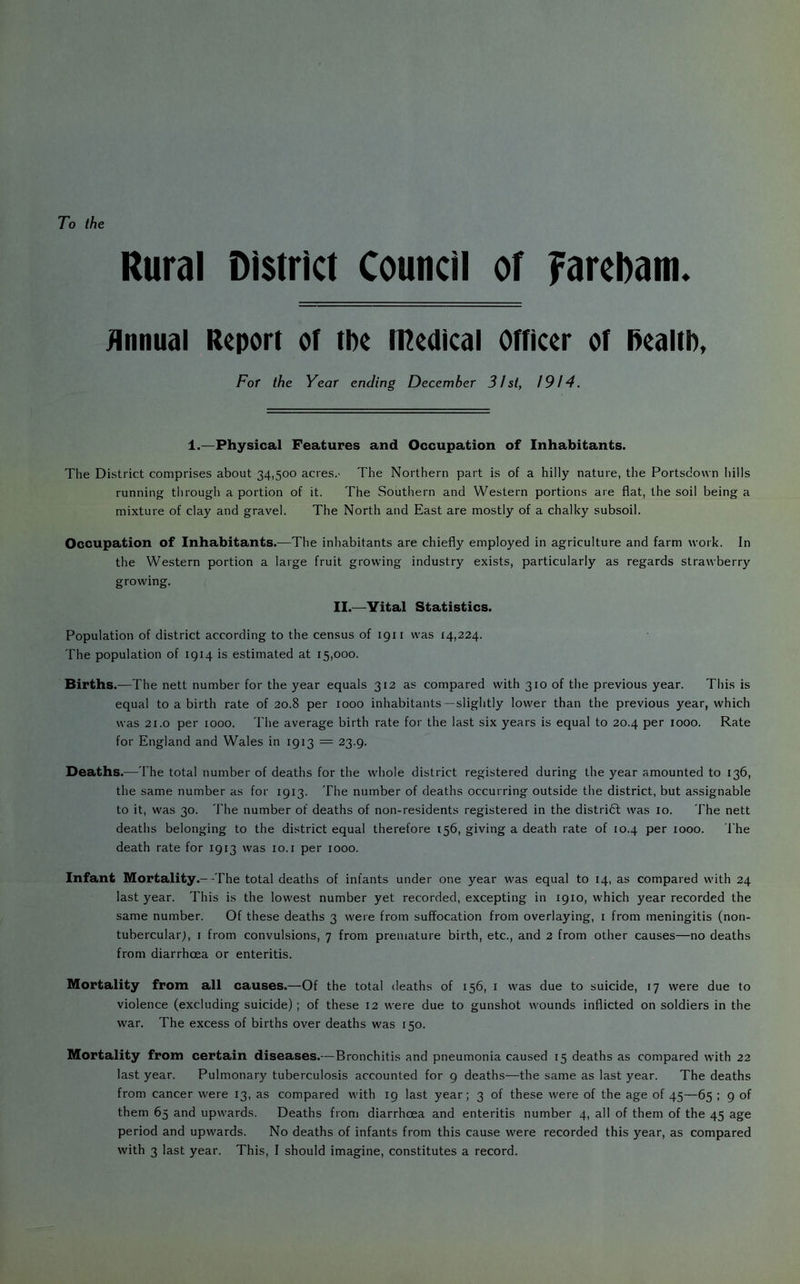 To the
Rural District Council of Fareham.
Annual Report of the Medical Officer of Health,
For the Year ending December 31st, 1914.
1.—Physical Features and Occupation of Inhabitants.
The District comprises about 34,500 acres. The Northern part is of a hilly nature, the Portsdown hills
running through a portion of it. The Southern and Western portions are flat, the soil being a
mixture of clay and gravel. The North and East are mostly of a chalky subsoil.
Occupation of Inhabitants.—The inhabitants are chiefly employed in agriculture and farm work. In
the Western portion a large fruit growing industry exists, particularly as regards strawberry
growing.
II.—Vital Statistics.
Population of district according to the census of 1911 was 14,224.
The population of 1914 is estimated at 15,000.
Births.—The nett number for the year equals 312 as compared with 310 of the previous year. This is
equal to a birth rate of 20.8 per 1000 inhabitants—slightly lower than the previous year, which
was 21.0 per 1000. The average birth rate for the last six years is equal to 20.4 per 1000. Rate
for England and Wales in 1913 = 23.9.
Deaths.—The total number of deaths for the whole district registered during the year amounted to 136,
the same number as for 1913. The number of deaths occurring outside the district, but assignable
to it, was 30. The number of deaths of non-residents registered in the district was 10. The nett
deaths belonging to the district equal therefore 156, giving a death rate of 10.4 per 1000. The
death rate for 1913 was 10.1 per 1000.
Infant Mortality.--The total deaths of infants under one year was equal to 14, as compared with 24
last year. This is the lowest number yet recorded, excepting in 1910, which year recorded the
same number. Of these deaths 3 were from suffocation from overlaying, 1 from meningitis (non-
tubercular), 1 from convulsions, 7 from premature birth, etc., and 2 from other causes—no deaths
from diarrhœa or enteritis.
Mortality from all causes.—Of the total deaths of 156, 1 was due to suicide, 17 were due to
violence (excluding suicide); of these 12 were due to gunshot wounds inflicted on soldiers in the
war. The excess of births over deaths was 150.
Mortality from certain diseases.—Bronchitis and pneumonia caused 15 deaths as compared with 22
last year. Pulmonary tuberculosis accounted for 9 deaths—the same as last year. The deaths
from cancer were 13, as compared with 19 last year; 3 of these were of the age of 45—65; 9 of
them 65 and upwards. Deaths from diarrhœa and enteritis number 4, all of them of the 45 age
period and upwards. No deaths of infants from this cause were recorded this year, as compared
with 3 last year. This, I should imagine, constitutes a record.